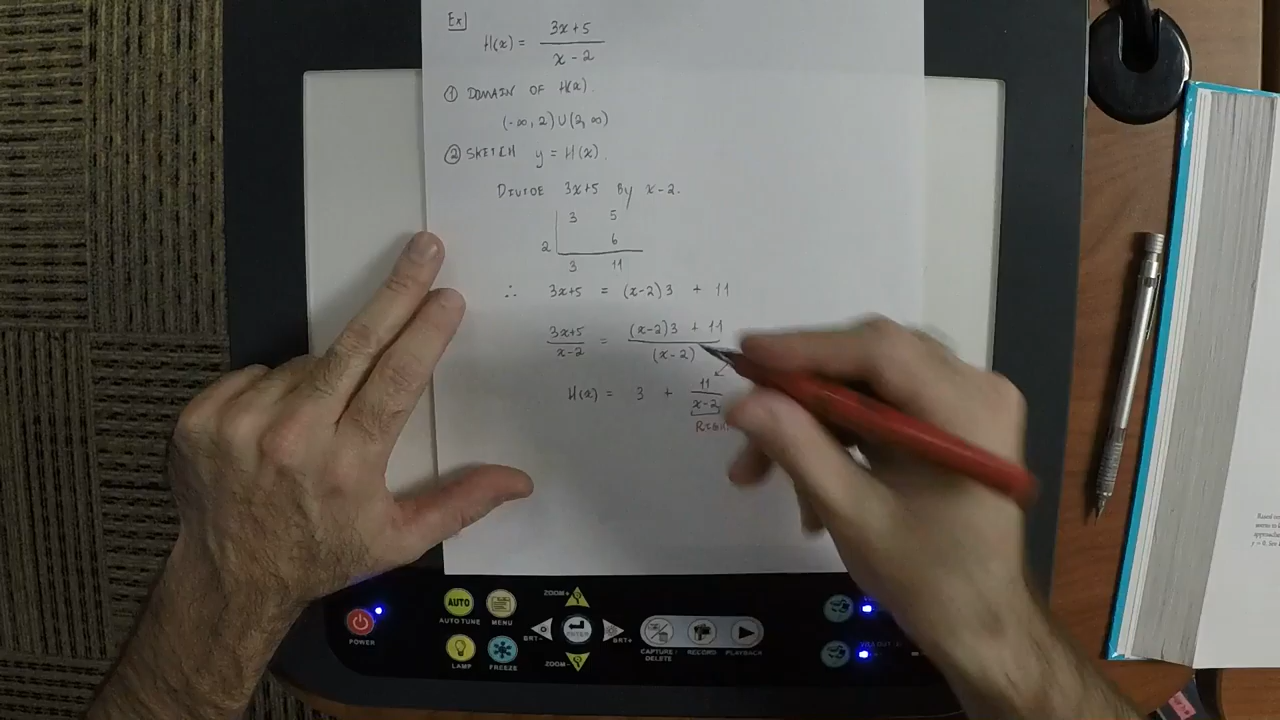 Ex
H(x) = 3x+5 / x-2
① DOMAIN OF H(x).
(-∞, 2) ∪ (2, ∞)
② SKETCH y = H(x).
DIVIDE 3x+5 By x-2.
3 5
6
2
3 11
∴ 3x+5 = (x-2)3 + 11
3x+5 / x-2 = (x-2)3 + 11 / (x-2)
H(x) = 3 + 11 / x-2
AUTO
AUTO TUNE
MENU
ZOOM+
ENTER
BRT-
BRT+
ZOOM-
POWER
LAMP
FREEZE
CAPTURE/
DELETE
RECORD
PLAYBACK